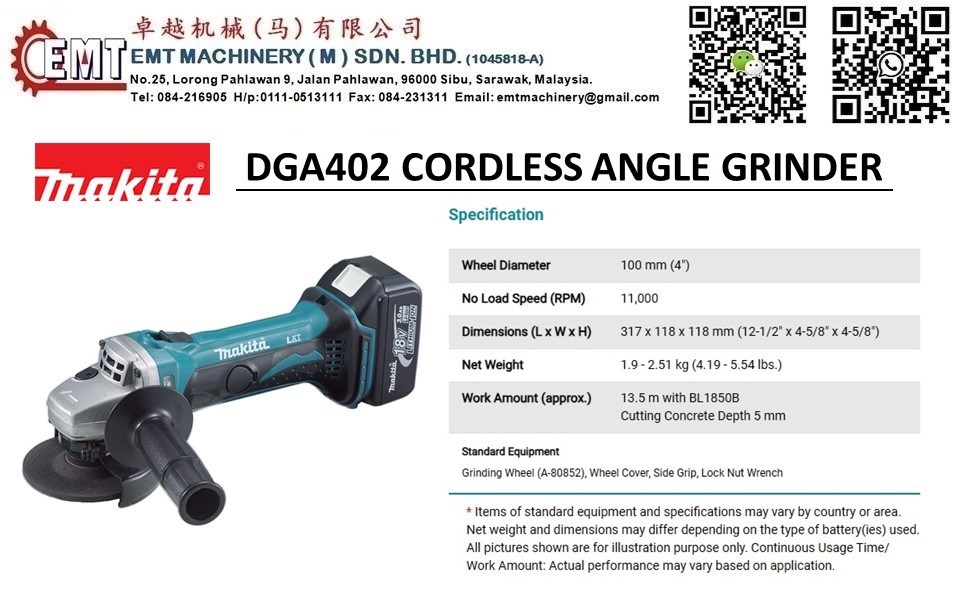 卓越机械(马)有限公司
EMT
EMT MACHINERY ( M ) SDN. BHD. (1045818-A)
No.25, Lorong Pahlawan 9, Jalan Pahlawan, 96000 Sibu, Sarawak, Malaysia.
Tel: 084-216905 H/p:0111-0513111 Fax: 084-231311 Email: emtmachinery@gmail.com
makita®
DGA402 CORDLESS ANGLE GRINDER
Specification
Wheel Diameter 100 mm (4")
No Load Speed (RPM) 11,000
Dimensions (L x W x H) 317 x 118 x 118 mm (12-1/2" x 4-5/8" x 4-5/8")
Net Weight 1.9 - 2.51 kg (4.19 - 5.54 lbs.)
Work Amount (approx.) 13.5 m with BL1850B
Cutting Concrete Depth 5 mm
Standard Equipment
Grinding Wheel (A-80852), Wheel Cover, Side Grip, Lock Nut Wrench
* Items of standard equipment and specifications may vary by country or area.
Net weight and dimensions may differ depending on the type of battery(ies) used.
All pictures shown are for illustration purpose only. Continuous Usage Time/
Work Amount: Actual performance may vary based on application.
makita
LXT
makita
18V
3.0Ah
LITHIUM-ION